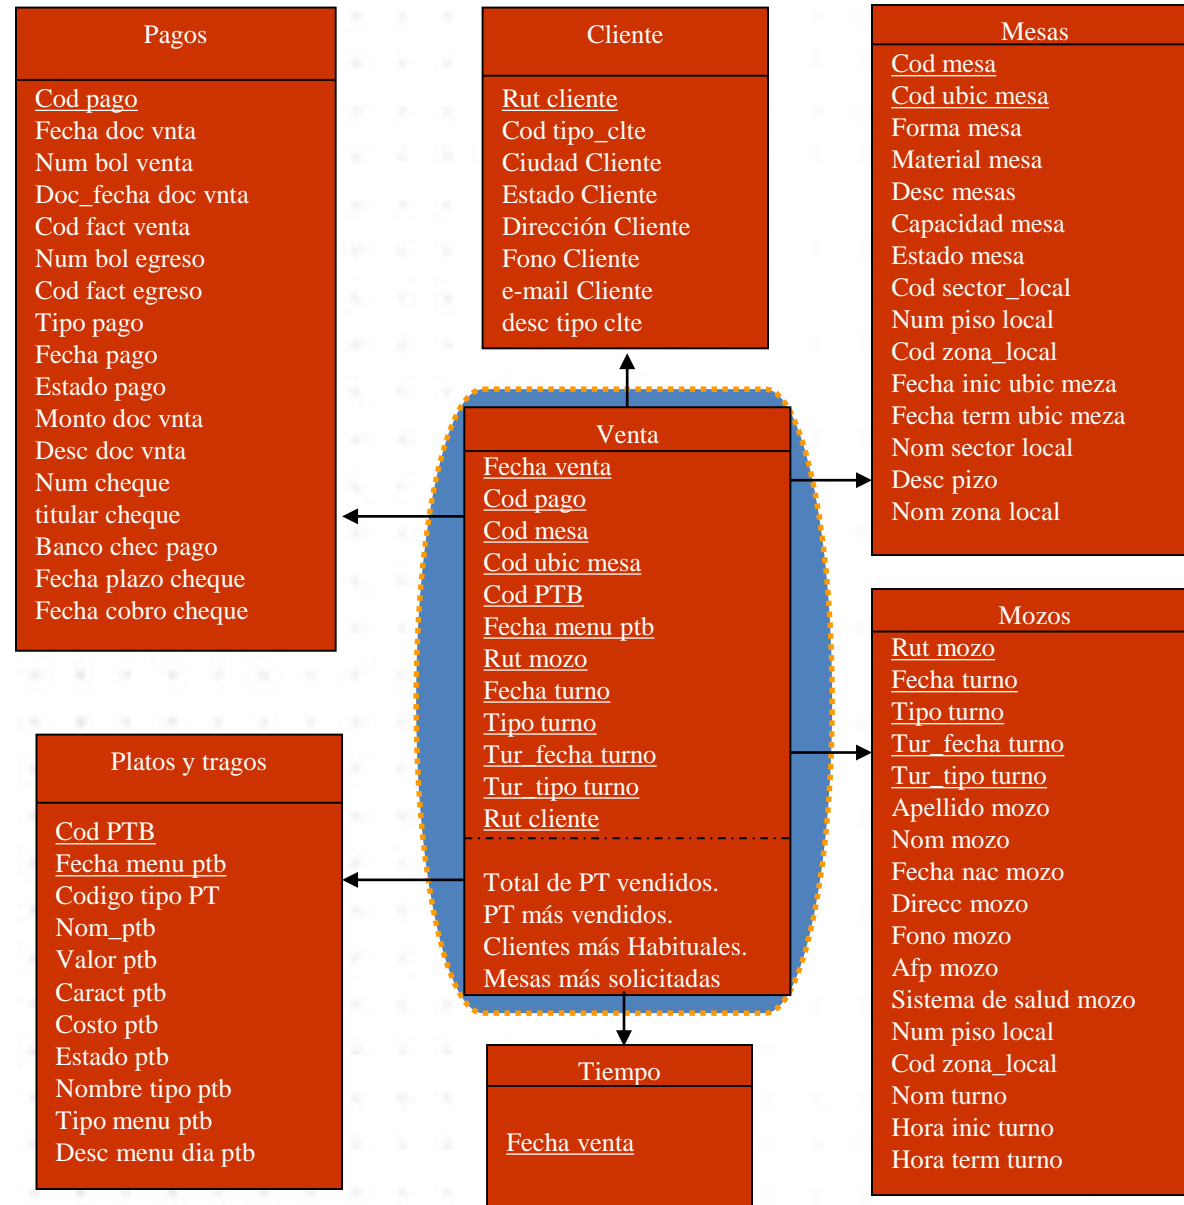 Pagos
Cod pago
Fecha doc vnta
Num bol venta
Doc_fecha doc vnta
Cod fact venta
Num bol egreso
Cod fact egreso
Tipo pago
Fecha pago
Estado pago
Monto doc vnta
Desc doc vnta
Num cheque
titular cheque
Banco chec pago
Fecha plazo cheque
Fecha cobro cheque
Cliente
Rut cliente
Cod tipo_clte
Ciudad Cliente
Estado Cliente
Dirección Cliente
Fono Cliente
e-mail Cliente
desc tipo clte
Mesas
Cod mesa
Cod ubic mesa
Forma mesa
Material mesa
Desc mesas
Capacidad mesa
Estado mesa
Cod sector_local
Num piso local
Cod zona_local
Fecha inic ubic meza
Fecha term ubic meza
Nom sector local
Desc pizo
Nom zona local
Venta
Fecha venta
Cod pago
Cod mesa
Cod ubic mesa
Cod PTB
Fecha menu ptb
Rut mozo
Fecha turno
Tipo turno
Tur_fecha turno
Tur_tipo turno
Rut cliente
Total de PT vendidos.
PT más vendidos.
Clientes más Habituales.
Mesas más solicitadas
Mozos
Rut mozo
Fecha turno
Tipo turno
Tur_fecha turno
Tur_tipo turno
Apellido mozo
Nom mozo
Fecha nac mozo
Direcc mozo
Fono mozo
Afp mozo
Sistema de salud mozo
Num piso local
Cod zona_local
Nom turno
Hora inic turno
Hora term turno
Platos y tragos
Cod PTB
Fecha menu ptb
Codigo tipo PT
Nom_ptb
Valor ptb
Caract ptb
Costo ptb
Estado ptb
Nombre tipo ptb
Tipo menu ptb
Desc menu dia ptb
Tiempo
Fecha venta